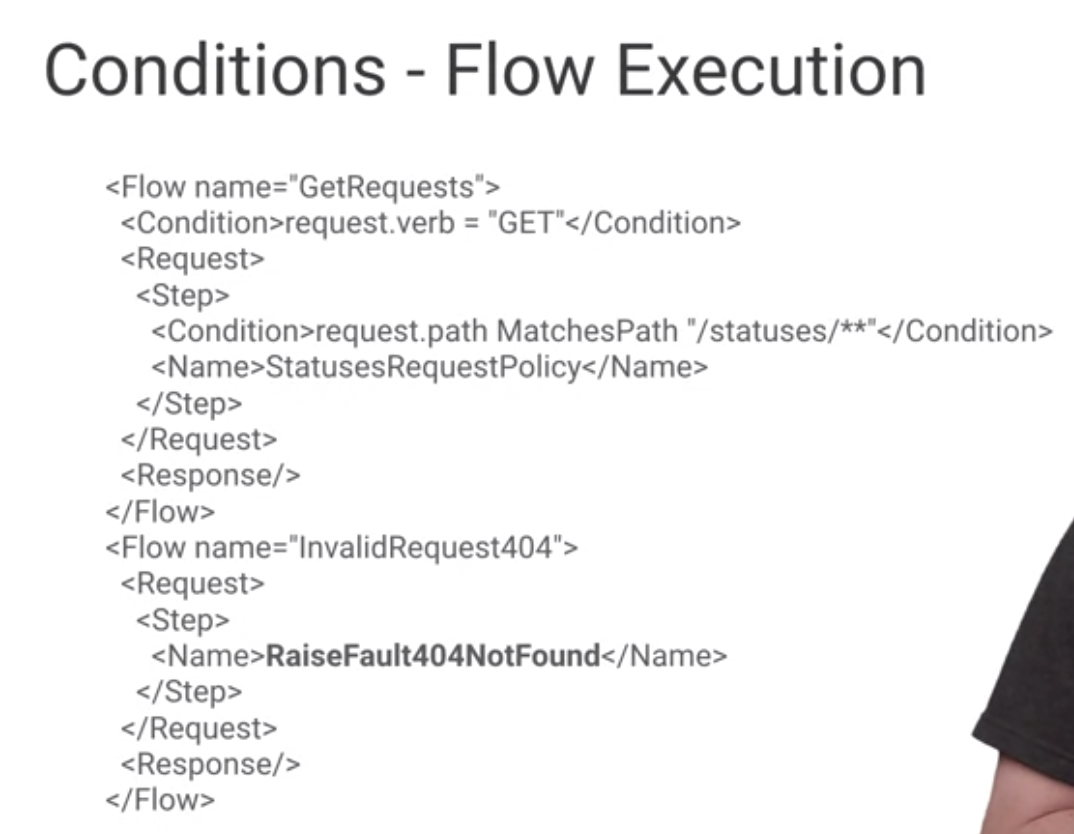 Conditions - Flow Execution
<Flow name="GetRequests">
<Condition>request.verb = "GET"</Condition>
<Request>
<Step>
<Condition>request.path MatchesPath "/statuses/**"</Condition>
<Name>StatusesRequestPolicy</Name>
</Step>
</Request>
<Response/>
</Flow>
<Flow name="InvalidRequest404">
<Request>
<Step>
<Name>RaiseFault404NotFound</Name>
</Step>
</Request>
<Response/>
</Flow>